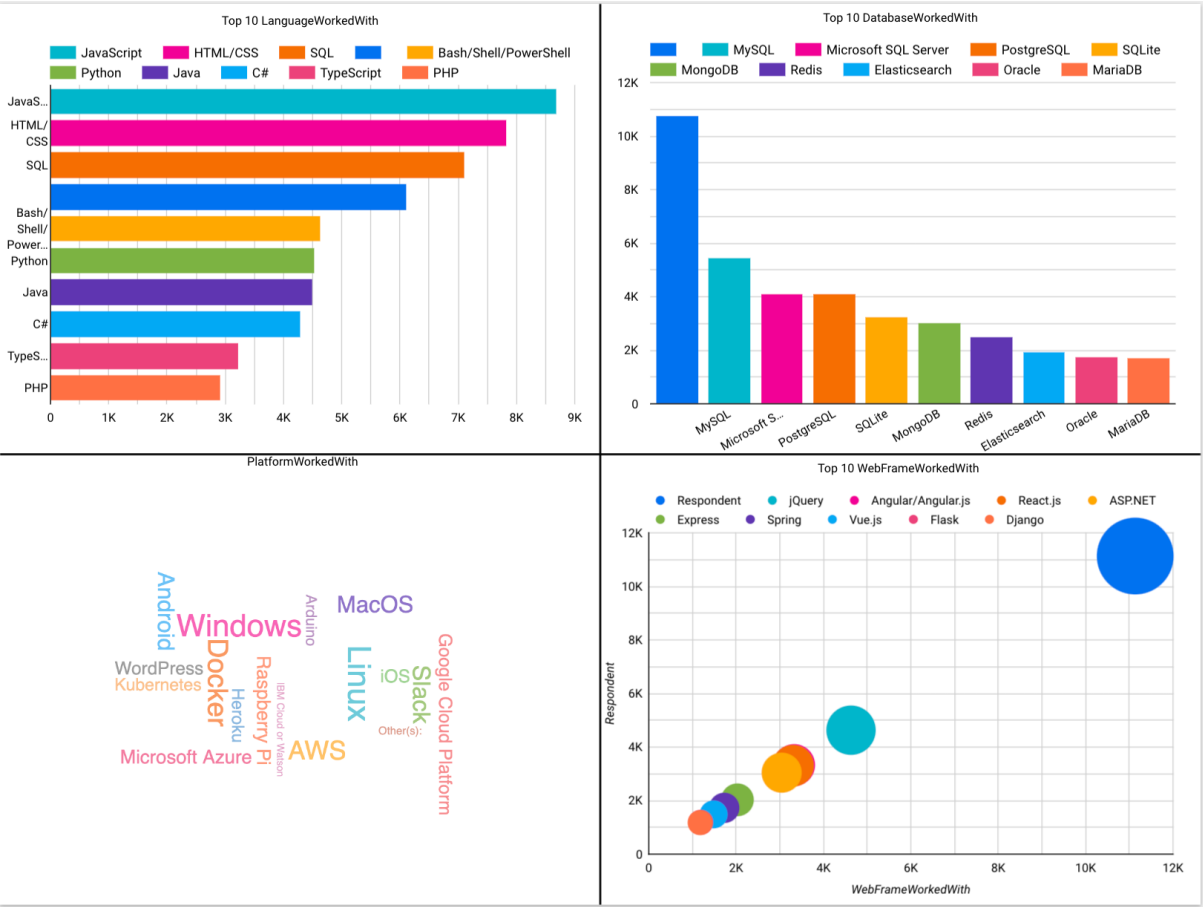 Top 10 LanguageWorkedWith
JavaScript HTML/CSS SQL Bash/Shell/PowerShell
Python Java C# TypeScript PHP
JavaS...
HTML/
CSS
SQL
Bash/
Shell/
Power...
Python
Java
C#
TypeS...
PHP
0 1K 2K 3K 4K 5K 6K 7K 8K 9K
Top 10 DatabaseWorkedWith
MySQL Microsoft SQL Server PostgreSQL SQLite
MongoDB Redis Elasticsearch Oracle MariaDB
12K
10K
8K
6K
4K
2K
0
MySQL Microsoft S... PostgreSQL SQLite MongoDB Redis Elasticsearch Oracle MariaDB
PlatformWorkedWith
Android
Windows
Arduino
MacOS
WordPress
Kubernetes
Docker
Heroku
Raspberry Pi
IBM Cloud or Watson
Linux
iOS
Slack
Google Cloud Platform
Other(s):
Microsoft Azure
AWS
Top 10 WebFrameWorkedWith
Respondent jQuery Angular/Angular.js React.js ASP.NET
Express Spring Vue.js Flask Django
Respondent
12K
10K
8K
6K
4K
2K
0
0 2K 4K 6K 8K 10K 12K
WebFrameWorkedWith